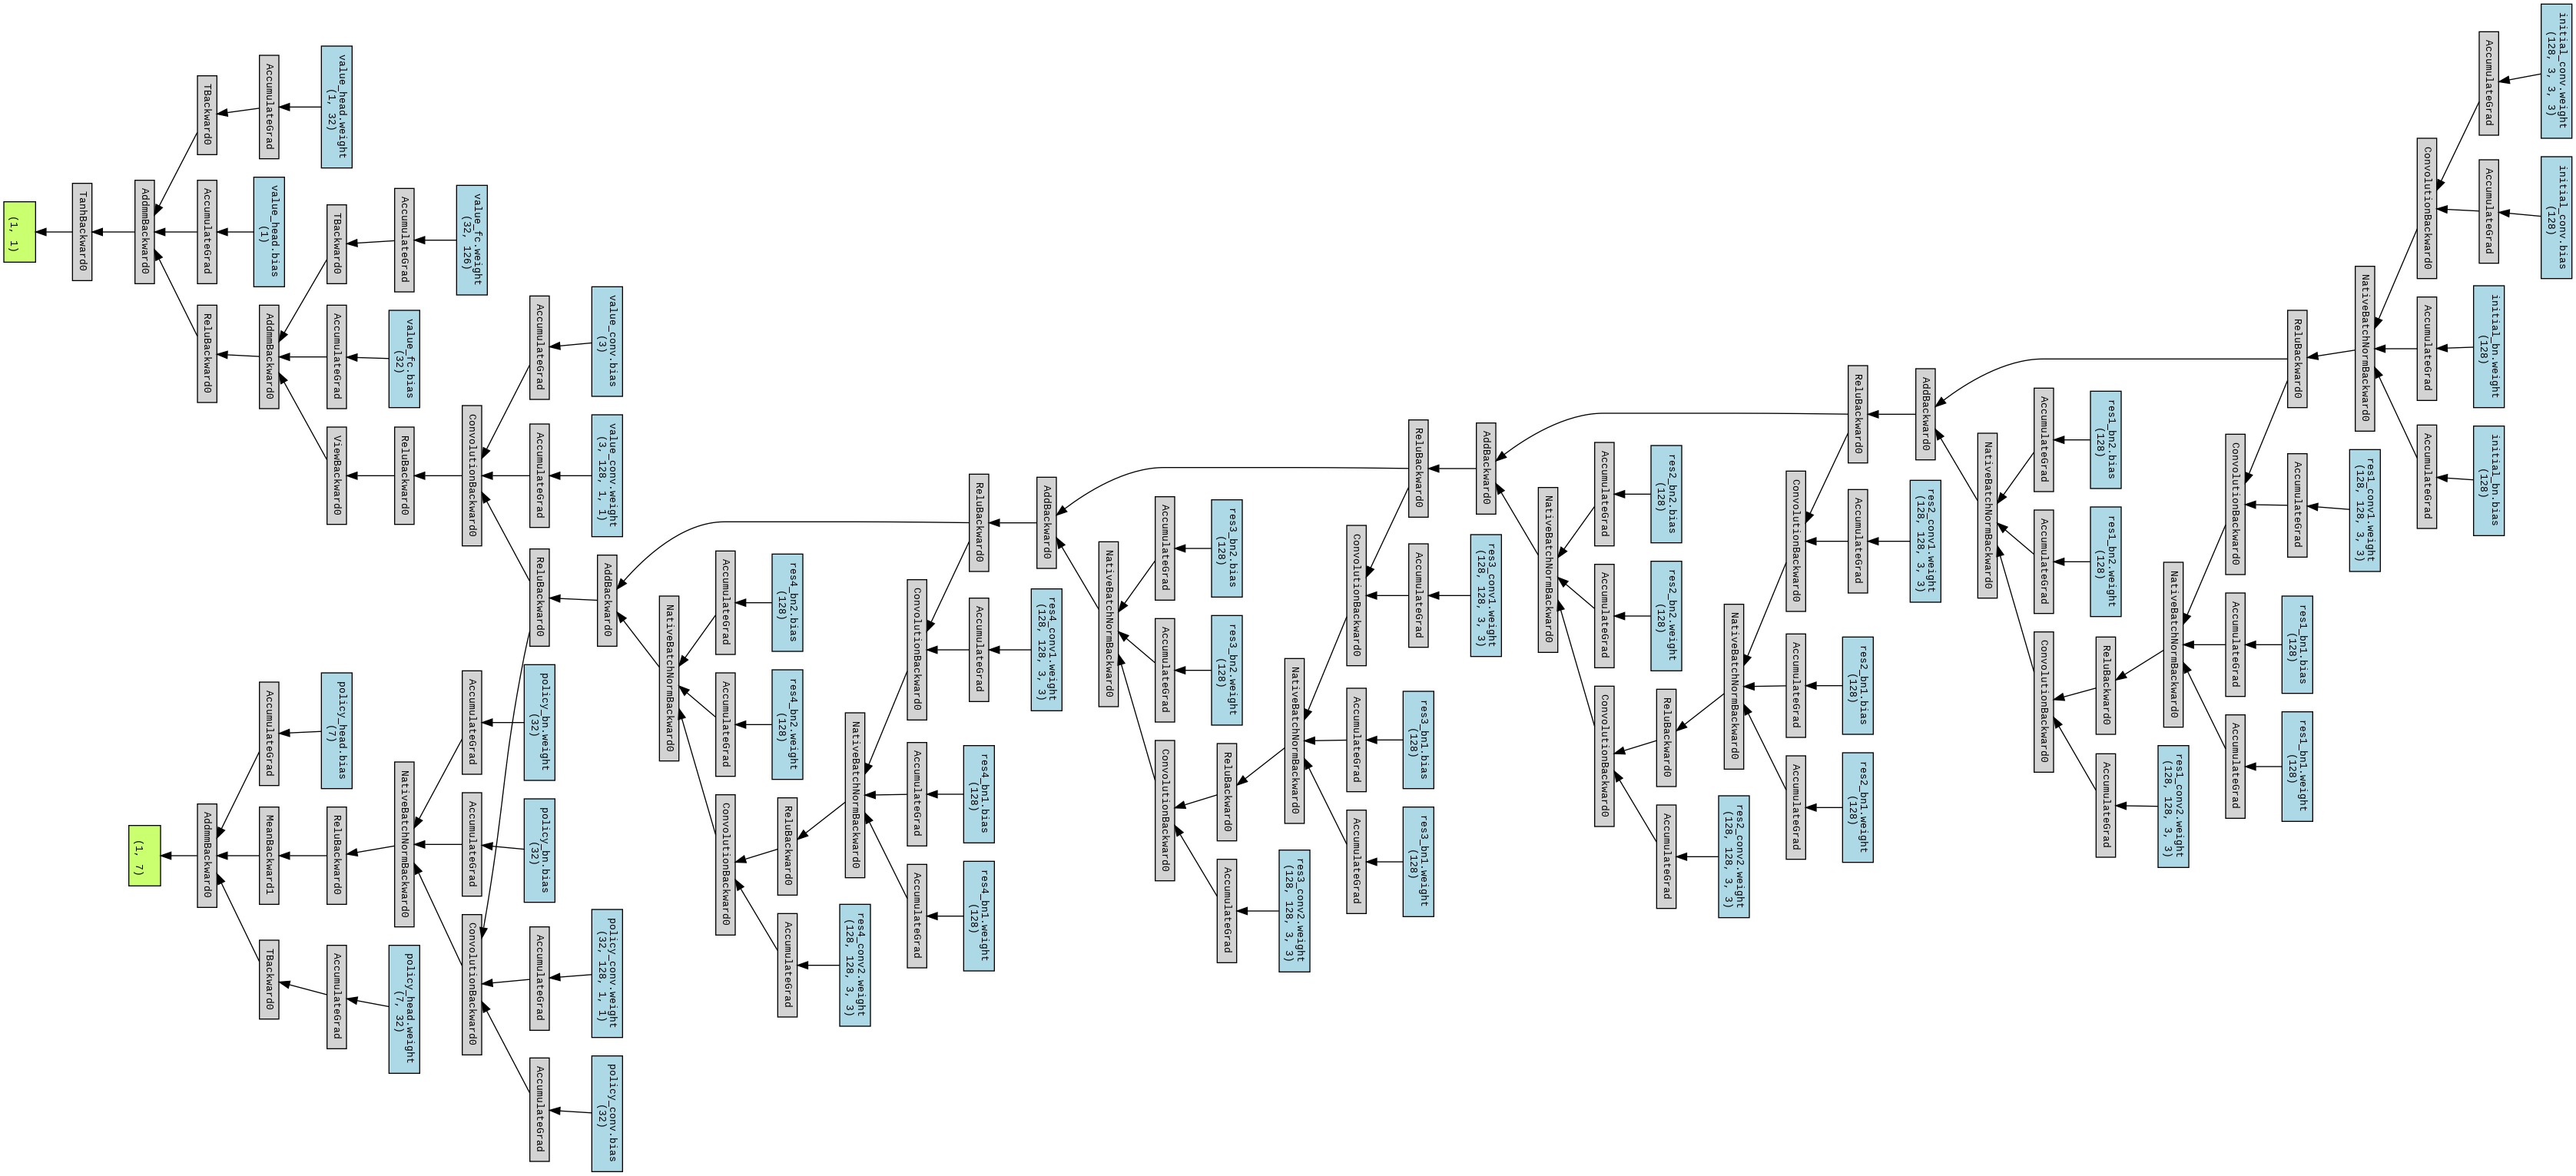 initial_conv.weight
(128, 3, 3, 3)
initial_conv.bias
(128)
AccumulateGrad
AccumulateGrad
initial_bn.weight
(128)
initial_bn.bias
(128)
ConvolutionBackward0
AccumulateGrad
AccumulateGrad
NativeBatchNormBackward0
res1_conv1.weight
(128, 128, 3, 3)
ReluBackward0
AccumulateGrad
res1_bn1.bias
(128)
res1_bn1.weight
(128)
ConvolutionBackward0
AccumulateGrad
AccumulateGrad
NativeBatchNormBackward0
res1_conv2.weight
(128, 128, 3, 3)
res1_bn2.bias
(128)
res1_bn2.weight
(128)
ReluBackward0
AccumulateGrad
AccumulateGrad
AccumulateGrad
ConvolutionBackward0
NativeBatchNormBackward0
AddBackward0
res2_conv1.weight
(128, 128, 3, 3)
ReluBackward0
AccumulateGrad
res2_bn1.bias
(128)
res2_bn1.weight
(128)
ConvolutionBackward0
AccumulateGrad
AccumulateGrad
NativeBatchNormBackward0
res2_conv2.weight
(128, 128, 3, 3)
res2_bn2.bias
(128)
res2_bn2.weight
(128)
ReluBackward0
AccumulateGrad
AccumulateGrad
AccumulateGrad
ConvolutionBackward0
NativeBatchNormBackward0
AddBackward0
res3_conv1.weight
(128, 128, 3, 3)
ReluBackward0
AccumulateGrad
res3_bn1.bias
(128)
res3_bn1.weight
(128)
ConvolutionBackward0
AccumulateGrad
AccumulateGrad
NativeBatchNormBackward0
res3_conv2.weight
(128, 128, 3, 3)
res3_bn2.bias
(128)
res3_bn2.weight
(128)
ReluBackward0
AccumulateGrad
AccumulateGrad
AccumulateGrad
ConvolutionBackward0
NativeBatchNormBackward0
AddBackward0
res4_conv1.weight
(128, 128, 3, 3)
ReluBackward0
AccumulateGrad
res4_bn1.bias
(128)
res4_bn1.weight
(128)
ConvolutionBackward0
AccumulateGrad
AccumulateGrad
NativeBatchNormBackward0
res4_conv2.weight
(128, 128, 3, 3)
res4_bn2.bias
(128)
res4_bn2.weight
(128)
ReluBackward0
AccumulateGrad
AccumulateGrad
AccumulateGrad
ConvolutionBackward0
NativeBatchNormBackward0
value_conv.bias
(3)
value_conv.weight
(3, 128, 1, 1)
AddBackward0
policy_conv.weight
(32, 128, 1, 1)
policy_conv.bias
(32)
AccumulateGrad
AccumulateGrad
ReluBackward0
policy_bn.weight
(32)
policy_bn.bias
(32)
AccumulateGrad
AccumulateGrad
value_fc.weight
(32, 126)
ConvolutionBackward0
AccumulateGrad
AccumulateGrad
ConvolutionBackward0
AccumulateGrad
value_fc.bias
(32)
ReluBackward0
NativeBatchNormBackward0
policy_head.weight
(7, 32)
value_head.weight
(1, 32)
TBackward0
AccumulateGrad
ViewBackward0
policy_head.bias
(7)
ReluBackward0
AccumulateGrad
AccumulateGrad
value_head.bias
(1)
AddmmBackward0
AccumulateGrad
MeanBackward1
TBackward0
TBackward0
AccumulateGrad
ReluBackward0
AddmmBackward0
AddmmBackward0
(1, 7)
TanhBackward0
(1, 1)